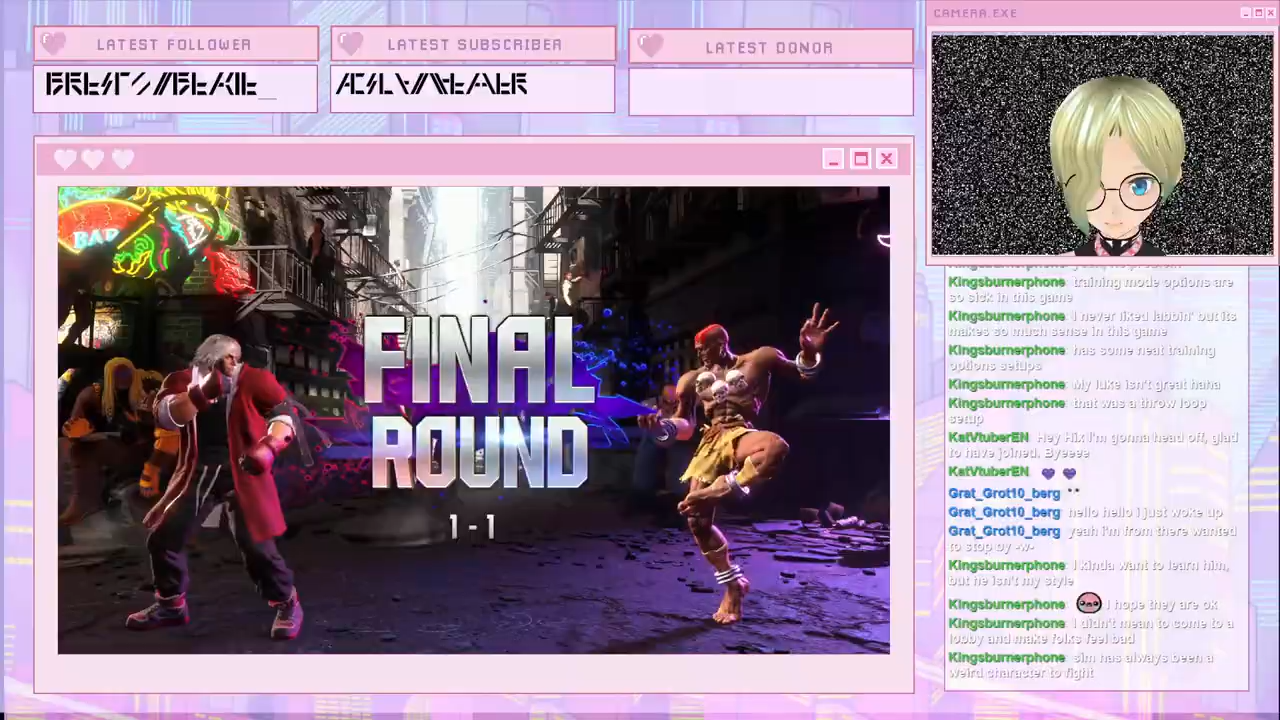 LATEST FOLLOWER
LATEST SUBSCRIBER
LATEST DONOR
CAMERA.EXE
BAR
FINAL
ROUND
1 - 1
Kingsburnerphone training mode options are
so sick in this game
Kingsburnerphone I never liked labbin' but its
makes so much sense in this game
Kingsburnerphone has some neat training
options setups
Kingsburnerphone My luke isn't great haha
Kingsburnerphone that was a throw loop
setup
KatVtuberEN Hey Hix I'm gonna head off, glad
to have joined. Byeeee
KatVtuberEN
Grat_Grot10_berg
Grat_Grot10_berg hello hello I just woke up
Grat_Grot10_berg yeah i'm from there wanted
to stop by -w-
Kingsburnerphone I kinda want to learn him,
but he isn't my style
Kingsburnerphone I hope they are ok
Kingsburnerphone I didn't mean to come to a
lobby and make folks feel bad
Kingsburnerphone sim has always been a
weird character to fight